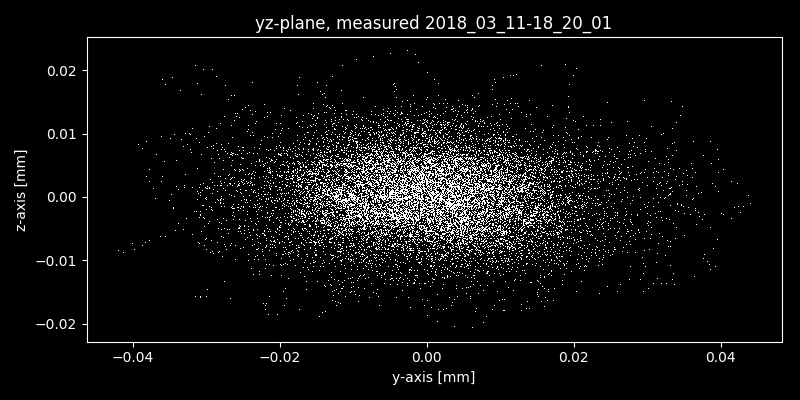 yz-plane, measured 2018_03_11-18_20_01
z-axis [mm]
0.02
0.01
0.00
−0.01
−0.02
−0.04 −0.02 0.00 0.02 0.04
y-axis [mm]